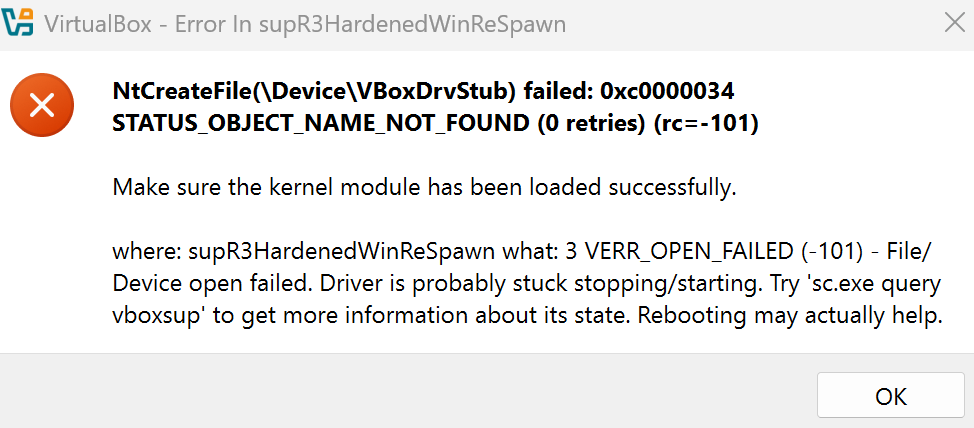 VirtualBox - Error In supR3HardenedWinReSpawn
NtCreateFile(\Device\VBoxDrvStub) failed: 0xc0000034
STATUS_OBJECT_NAME_NOT_FOUND (0 retries) (rc=-101)
Make sure the kernel module has been loaded successfully.
where: supR3HardenedWinReSpawn what: 3 VERR_OPEN_FAILED (-101) - File/
Device open failed. Driver is probably stuck stopping/starting. Try 'sc.exe query
vboxsup' to get more information about its state. Rebooting may actually help.
OK